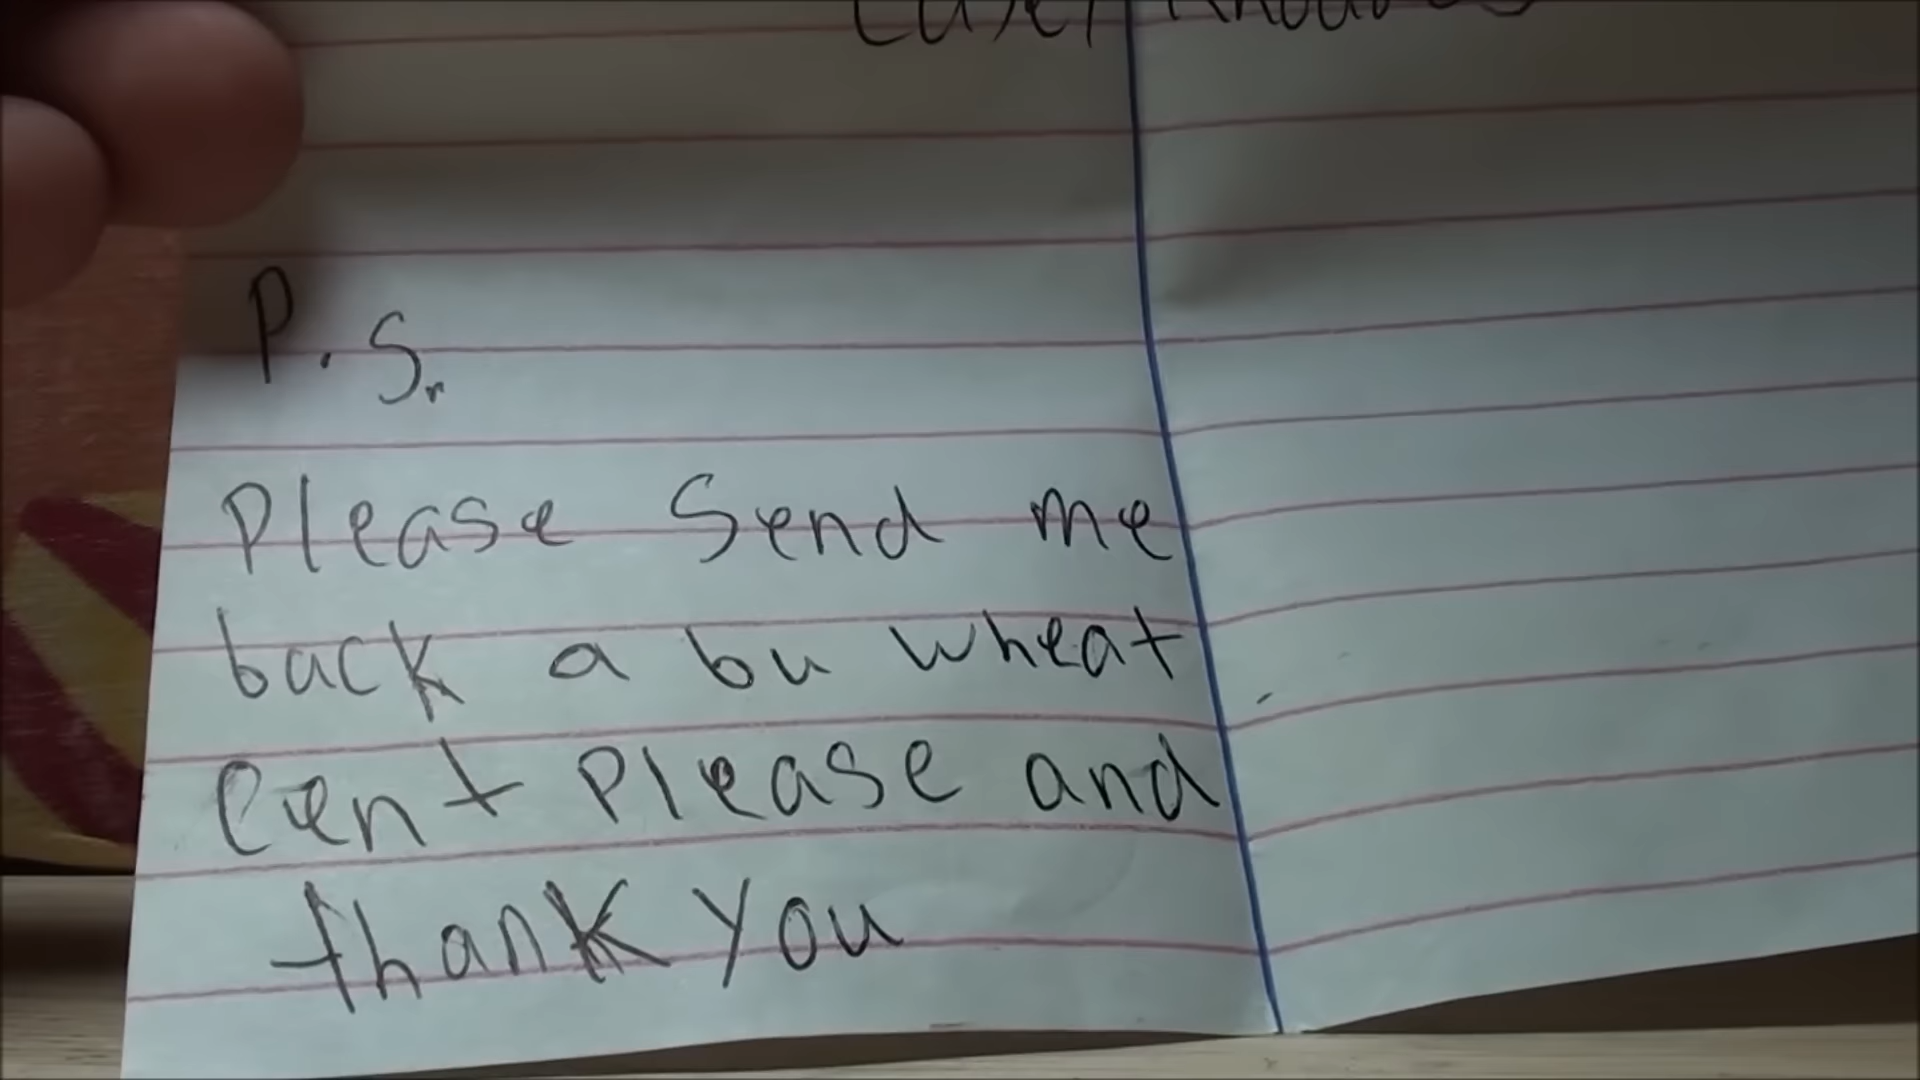 P.S.
Please Send me
back a bu wheat
Cent Please and
thank you